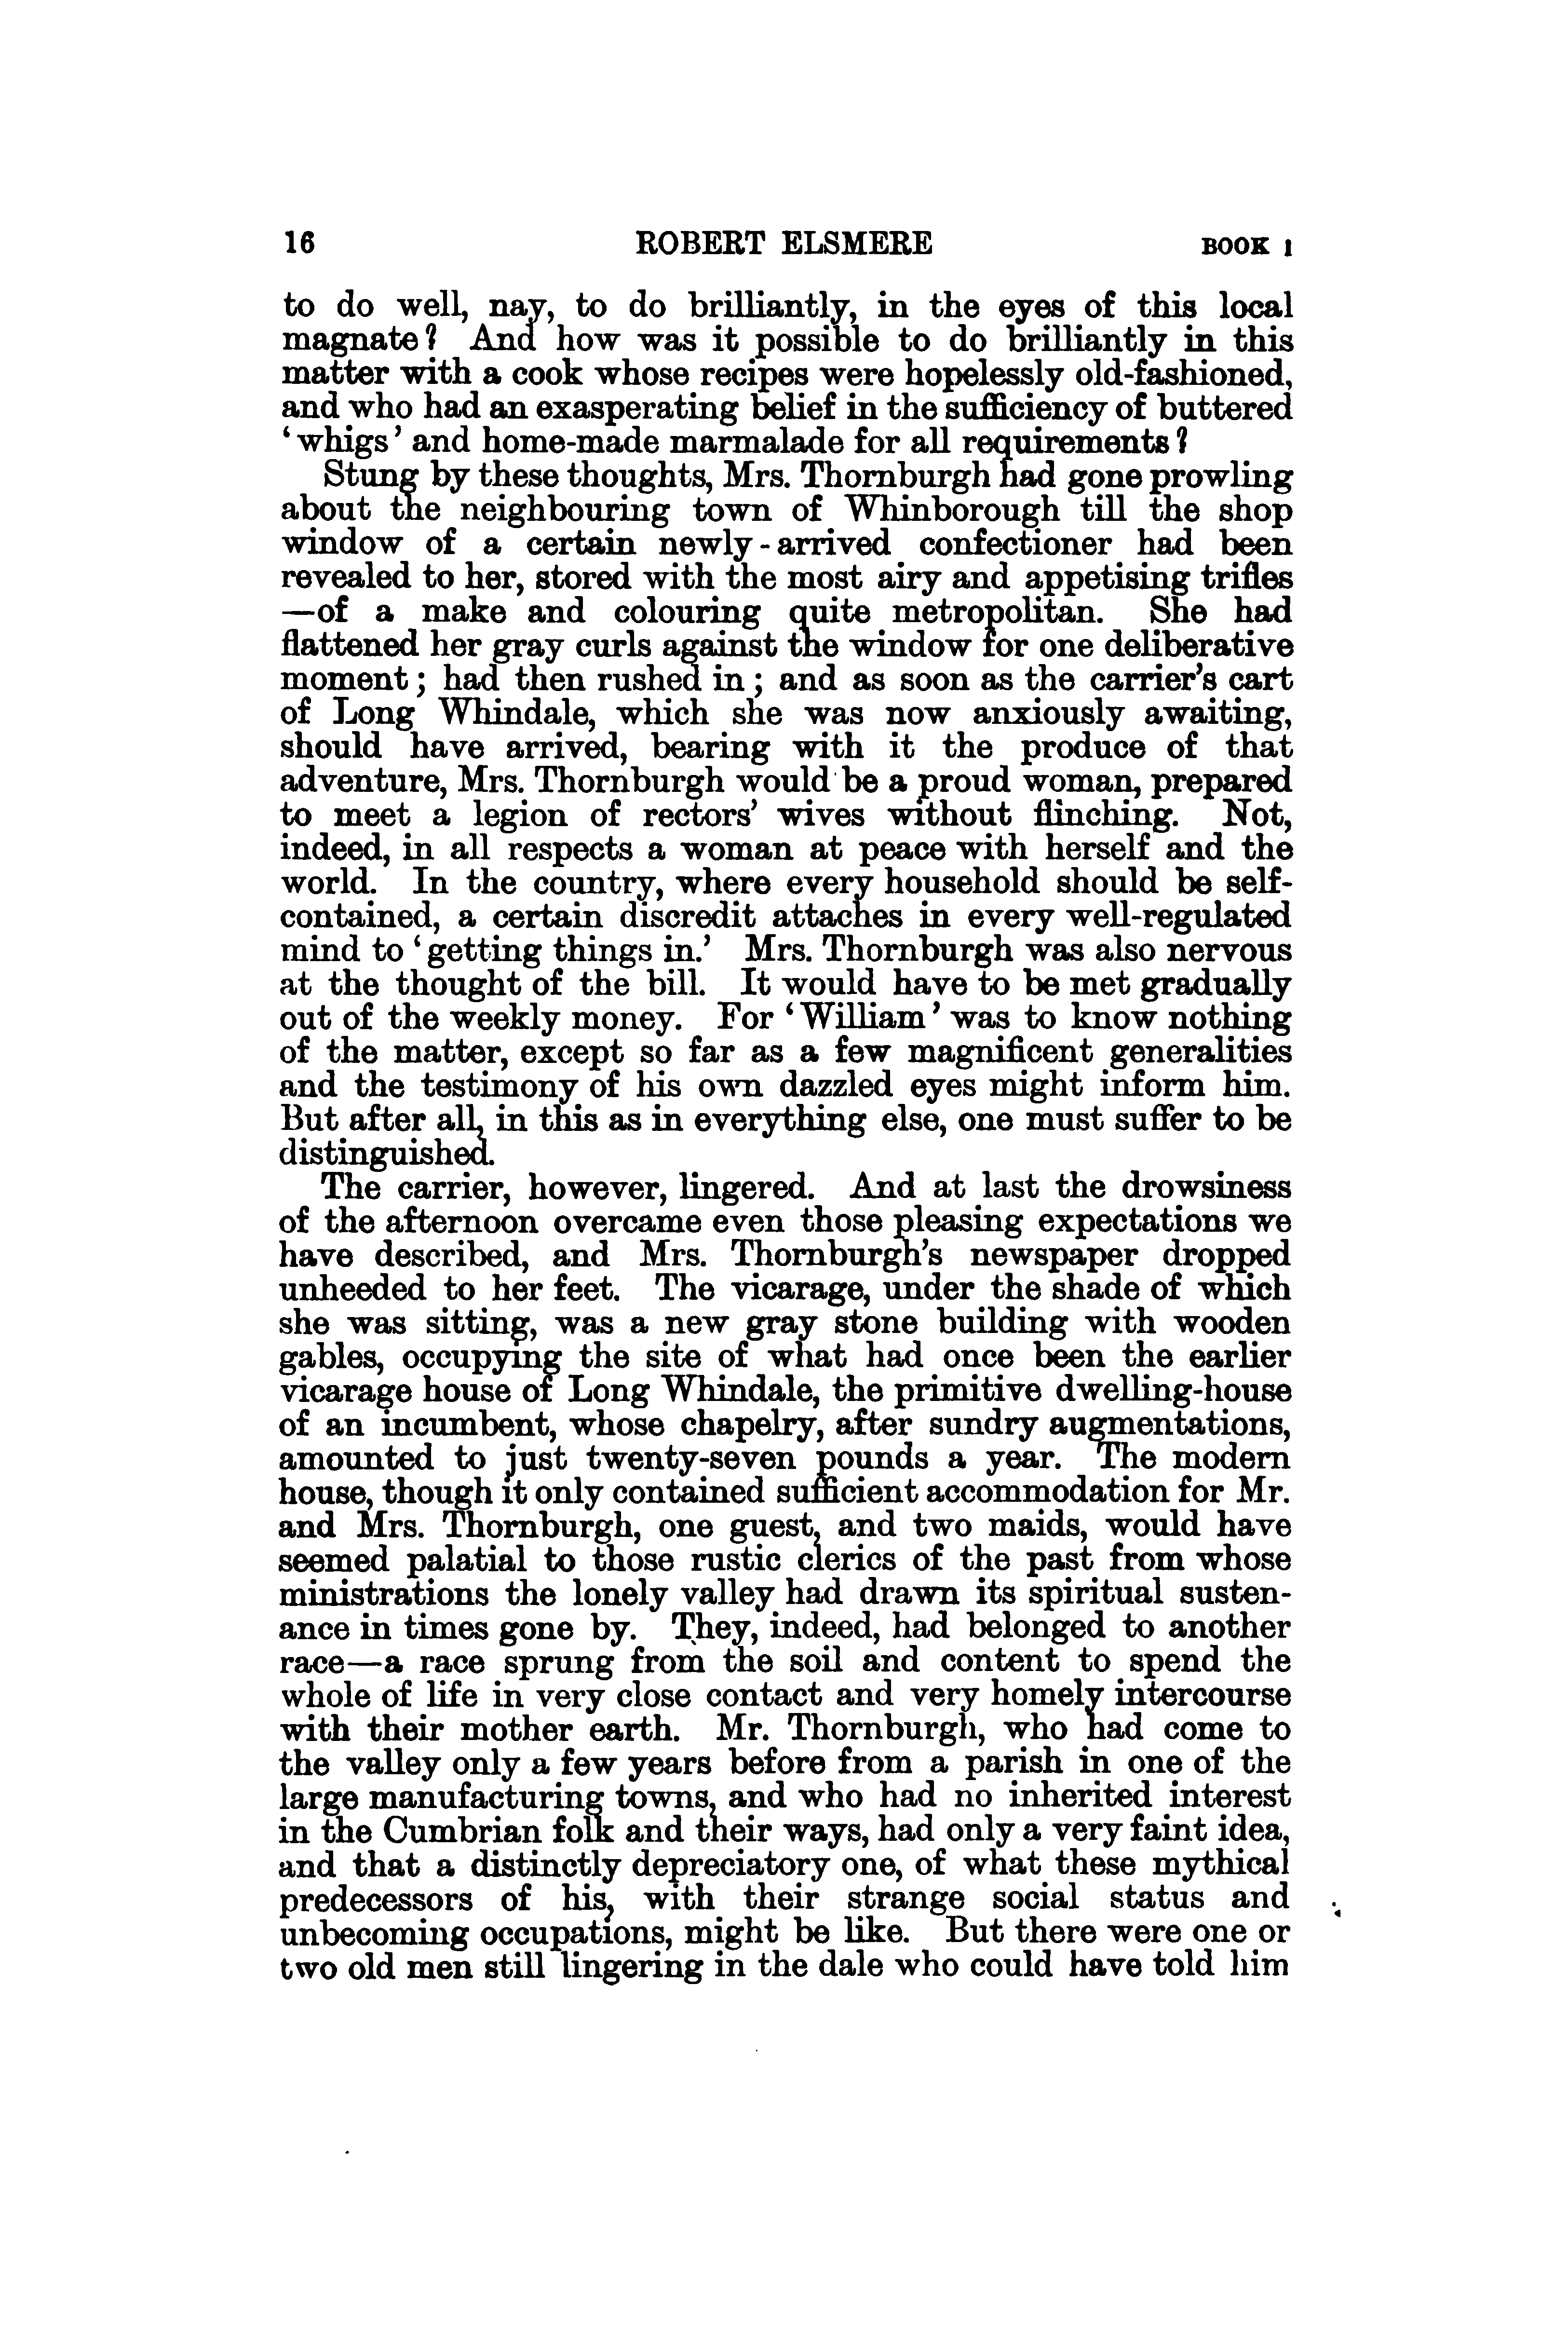 16 ROBERT ELSMERE BOOK I
to do well, nay, to do brilliantly, in the eyes of this local
magnate? And how was it possible to do brilliantly in this
matter with a cook whose recipes were hopelessly old-fashioned,
and who had an exasperating belief in the sufficiency of buttered
‘whigs’ and home-made marmalade for all requirements?
Stung by these thoughts, Mrs. Thornburgh had gone prowling
about the neighbouring town of Whinborough till the shop
window of a certain newly-arrived confectioner had been
revealed to her, stored with the most airy and appetising trifles
—of a make and colouring quite metropolitan. She had
flattened her gray curls against the window for one deliberative
moment; had then rushed in; and as soon as the carrier’s cart
of Long Whindale, which she was now anxiously awaiting,
should have arrived, bearing with it the produce of that
adventure, Mrs. Thornburgh would be a proud woman, prepared
to meet a legion of rectors’ wives without flinching. Not,
indeed, in all respects a woman at peace with herself and the
world. In the country, where every household should be self-
contained, a certain discredit attaches in every well-regulated
mind to ‘getting things in.’ Mrs. Thornburgh was also nervous
at the thought of the bill. It would have to be met gradually
out of the weekly money. For ‘William’ was to know nothing
of the matter, except so far as a few magnificent generalities
and the testimony of his own dazzled eyes might inform him.
But after all, in this as in everything else, one must suffer to be
distinguished.
The carrier, however, lingered. And at last the drowsiness
of the afternoon overcame even those pleasing expectations we
have described, and Mrs. Thornburgh’s newspaper dropped
unheeded to her feet. The vicarage, under the shade of which
she was sitting, was a new gray stone building with wooden
gables, occupying the site of what had once been the earlier
vicarage house of Long Whindale, the primitive dwelling-house
of an incumbent, whose chapelry, after sundry augmentations,
amounted to just twenty-seven pounds a year. The modern
house, though it only contained sufficient accommodation for Mr.
and Mrs. Thornburgh, one guest, and two maids, would have
seemed palatial to those rustic clerics of the past from whose
ministrations the lonely valley had drawn its spiritual susten-
ance in times gone by. They, indeed, had belonged to another
race—a race sprung from the soil and content to spend the
whole of life in very close contact and very homely intercourse
with their mother earth. Mr. Thornburgh, who had come to
the valley only a few years before from a parish in one of the
large manufacturing towns, and who had no inherited interest
in the Cumbrian folk and their ways, had only a very faint idea,
and that a distinctly depreciatory one, of what these mythical
predecessors of his, with their strange social status and
unbecoming occupations, might be like. But there were one or
two old men still lingering in the dale who could have told him